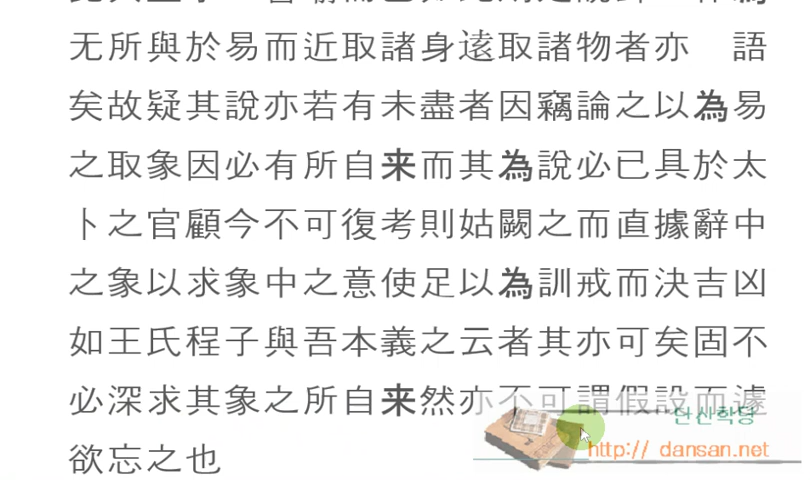 无所與於易而近取諸身遠取諸物者亦 語
矣故疑其說亦若有未盡者因竊論之以為易
之取象因必有所自来而其為說必已具於太
卜之官顧今不可復考則姑闕之而直據辭中
之象以求象中之意使足以為訓戒而決吉凶
如王氏程子與吾本義之云者其亦可矣固不
必深求其象之所自来然亦不可謂假設而遽
欲忘之也
단산학당
http:// dansan.net